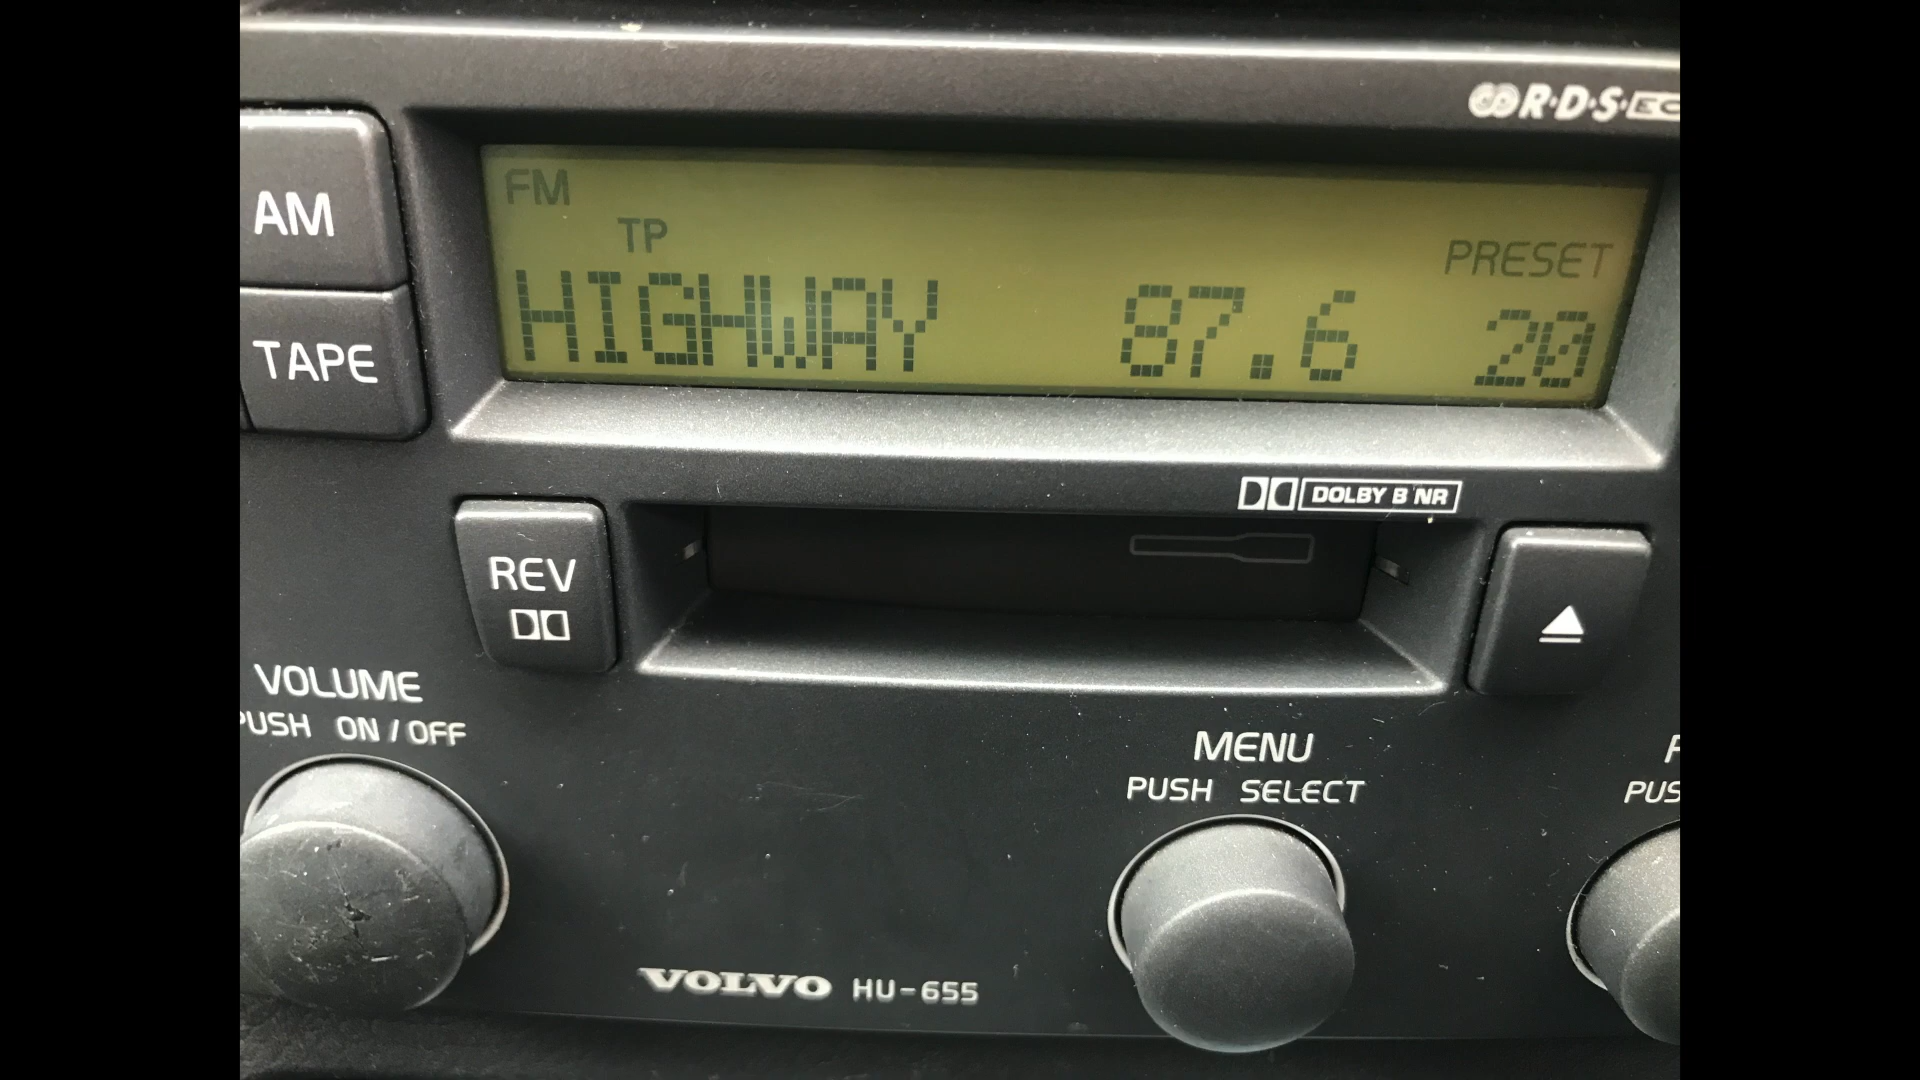 R·D·S·EO
AM
FM
TP
PRESET
HIGHWAY 87.6 20
TAPE
DOLBY B NR
REV
VOLUME
PUSH ON / OFF
MENU
PUSH SELECT
VOLVO HU-655